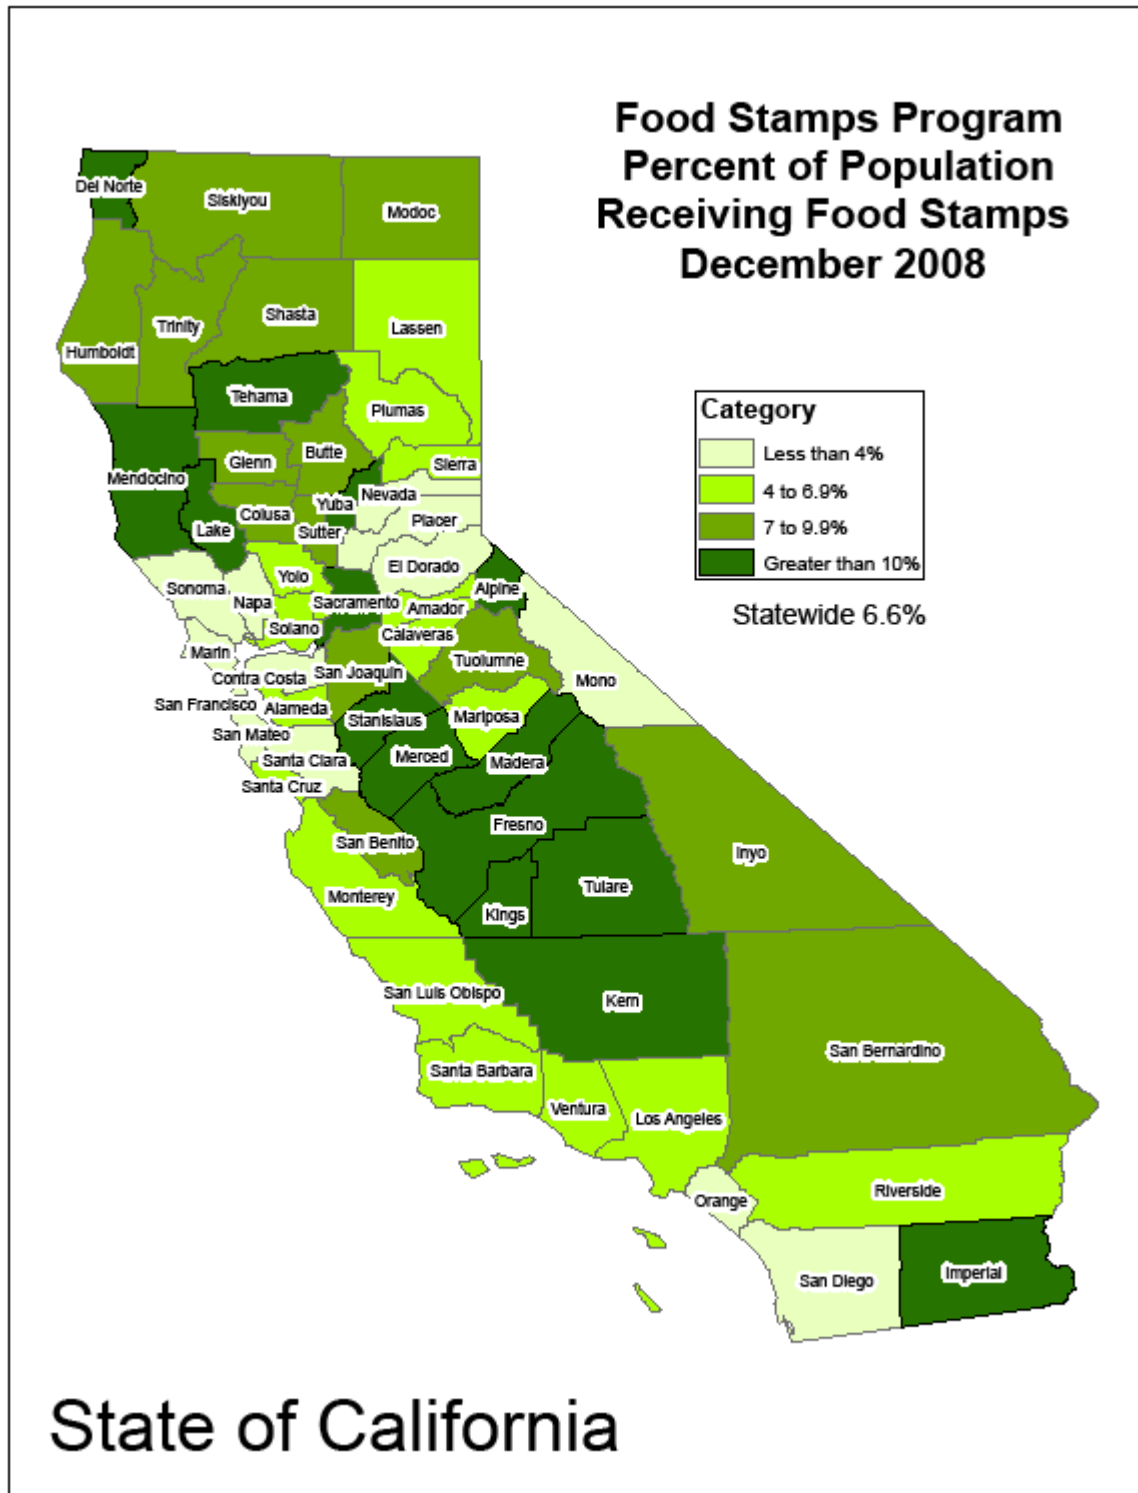 Food Stamps Program
Percent of Population
Receiving Food Stamps
December 2008
Del Norte
Siskiyou
Modoc
Shasta
Trinity
Lassen
Humboldt
Tehama
Plumas
Butte
Glenn
Sierra
Mendocino
Nevada
Yuba
Colusa
Placer
Lake
Sutter
El Dorado
Yolo
Sonoma
Alpine
Napa
Sacramento
Amador
Solano
Calaveras
Marin
Tuolumne
Contra Costa
San Joaquin
Mono
San Francisco
Alameda
Stanislaus
Mariposa
San Mateo
Merced
Santa Clara
Madera
Santa Cruz
Fresno
San Benito
Inyo
Tulare
Monterey
Kings
San Luis Obispo
Kern
San Bernardino
Santa Barbara
Ventura
Los Angeles
Riverside
Orange
San Diego
Imperial
Category
Less than 4%
4 to 6.9%
7 to 9.9%
Greater than 10%
Statewide 6.6%
State of California